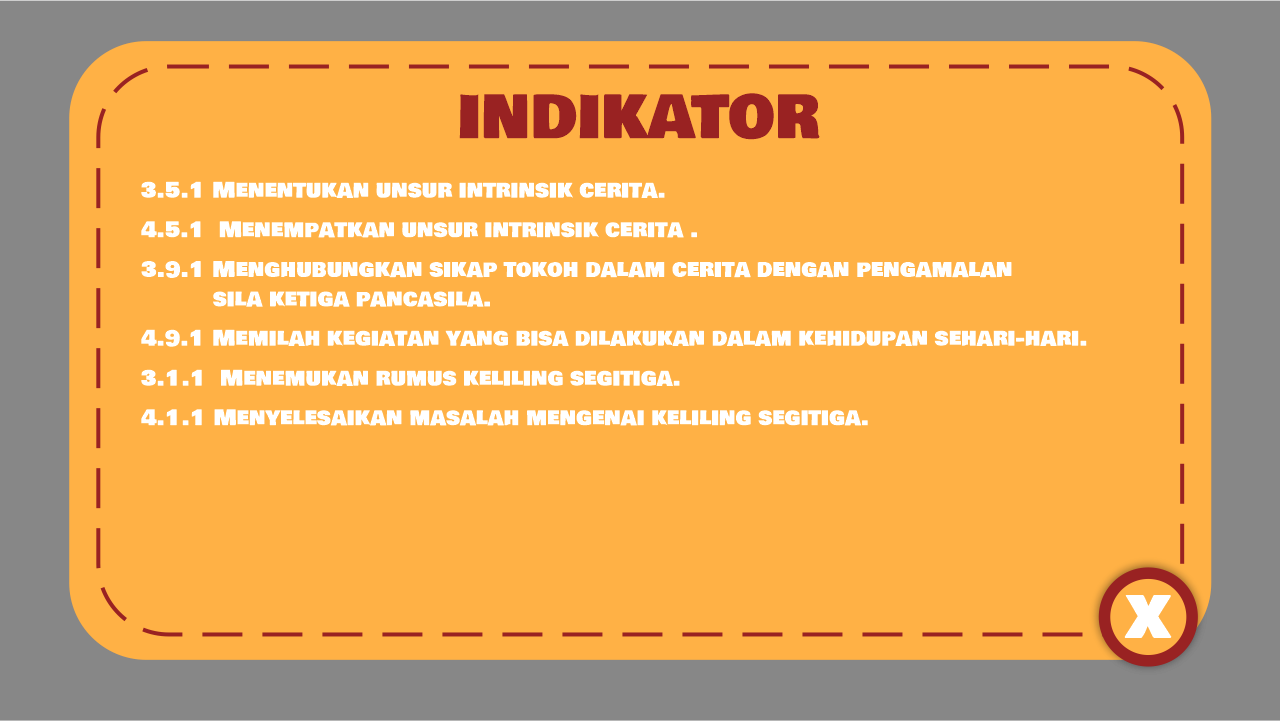 INDIKATOR
3.5.1 Menentukan unsur intrinsik cerita.
4.5.1 Menempatkan unsur intrinsik cerita .
3.9.1 Menghubungkan sikap tokoh dalam cerita dengan pengamalan
sila ketiga pancasila.
4.9.1 Memilah kegiatan yang bisa dilakukan dalam kehidupan sehari-hari.
3.1.1 Menemukan rumus keliling segitiga.
4.1.1 Menyelesaikan masalah mengenai keliling segitiga.
X